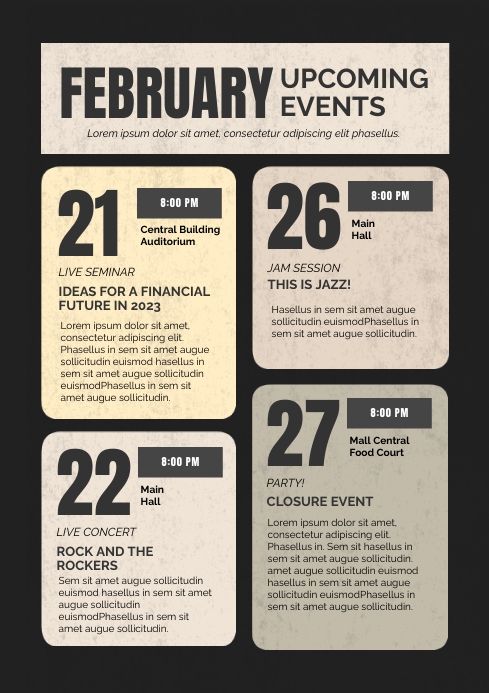 FEBRUARY UPCOMING
EVENTS
Lorem ipsum dolor sit amet, consectetur adipiscing elit phasellus.
21
8:00 PM
Central Building
Auditorium
LIVE SEMINAR
IDEAS FOR A FINANCIAL
FUTURE IN 2023
Lorem ipsum dolor sit amet,
consectetur adipiscing elit.
Phasellus in sem sit amet augue
sollicitudin euismod hasellus in
sem sit amet augue sollicitudin
euismodPhasellus in sem sit
amet augue sollicitudin.
22
8:00 PM
Main
Hall
LIVE CONCERT
ROCK AND THE
ROCKERS
Sem sit amet augue sollicitudin
euismod hasellus in sem sit amet
augue sollicitudin
euismodPhasellus in sem sit
amet augue sollicitudin.
26
8:00 PM
Main
Hall
JAM SESSION
THIS IS JAZZ!
Hasellus in sem sit amet augue
sollicitudin euismodPhasellus in
sem sit amet augue sollicitudin.
27
8:00 PM
Mall Central
Food Court
PARTY!
CLOSURE EVENT
Lorem ipsum dolor sit amet,
consectetur adipiscing elit.
Phasellus in. Sem sit hasellus in
sem sit amet augue sollicitudin.
amet augue sollicitudin euismod
hasellus in sem sit amet augue
sollicitudin euismodPhasellus in
sem sit amet augue sollicitudin.